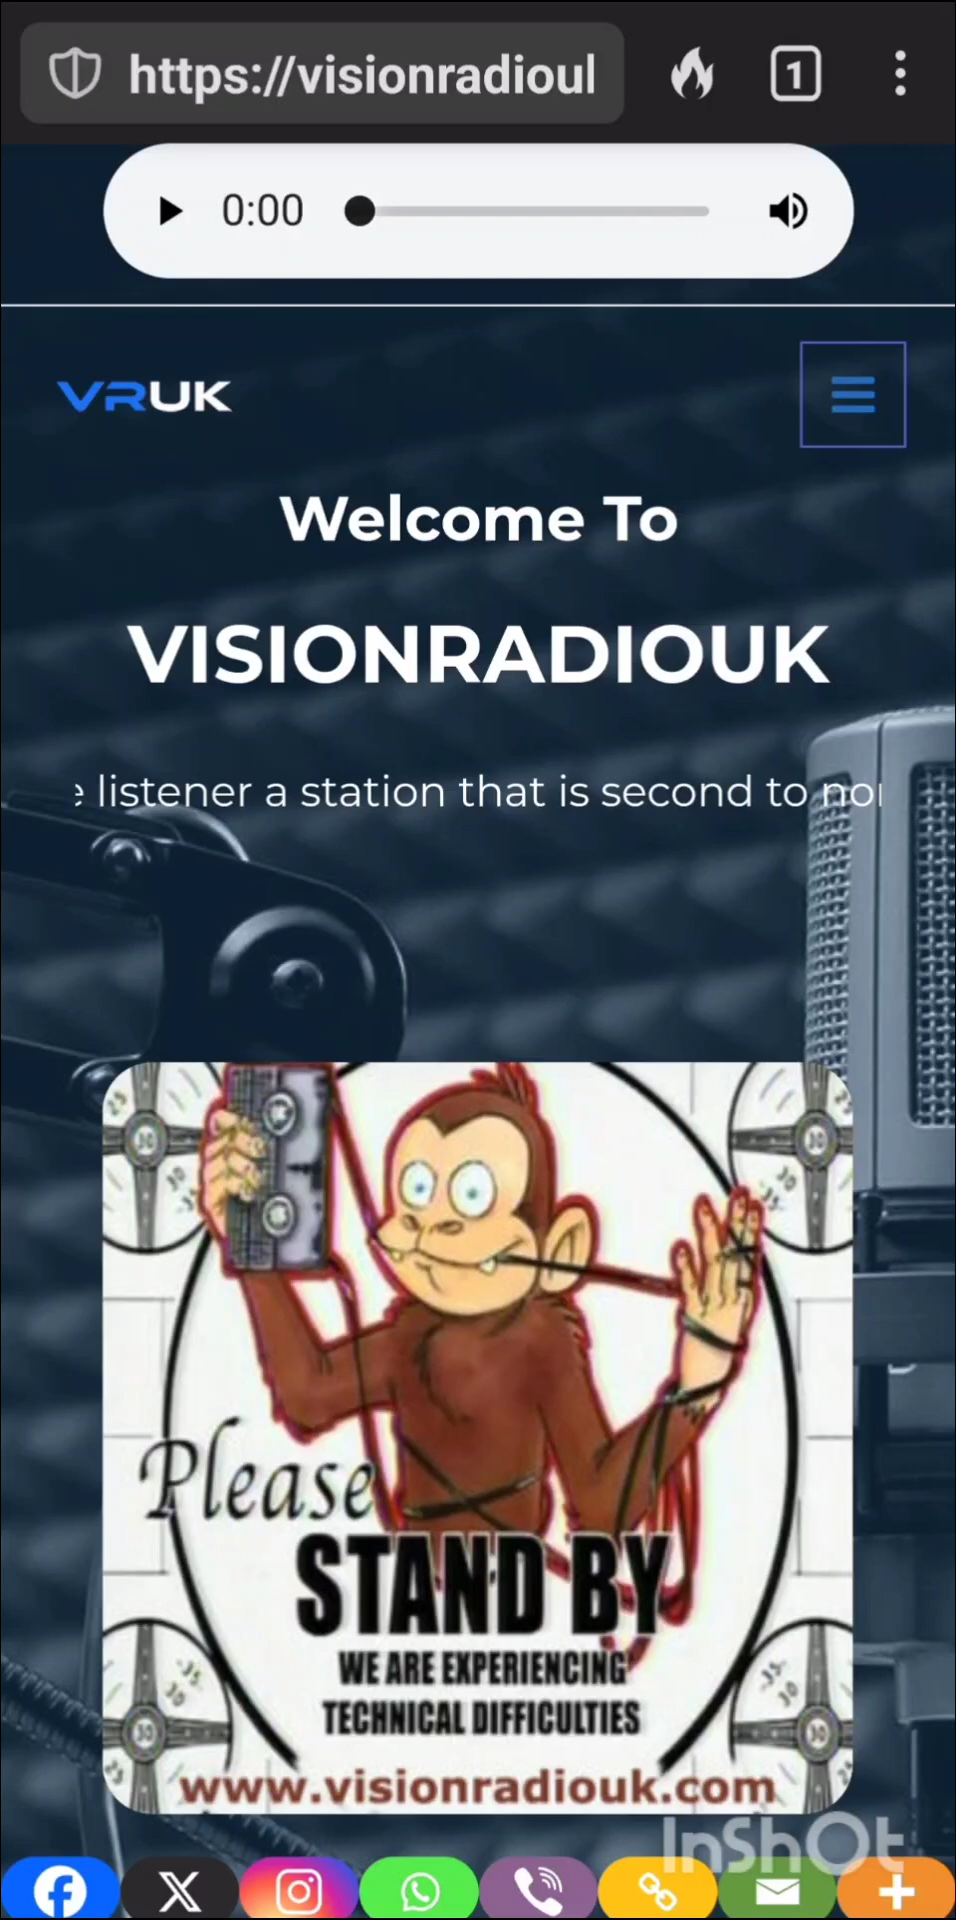 https://visionradioul
1
0:00
VRUK
Welcome To
VISIONRADIOUK
listener a station that is second to
Please
STAND BY
WE ARE EXPERIENCING
TECHNICAL DIFFICULTIES
www.visionradiouk.com
InShOt